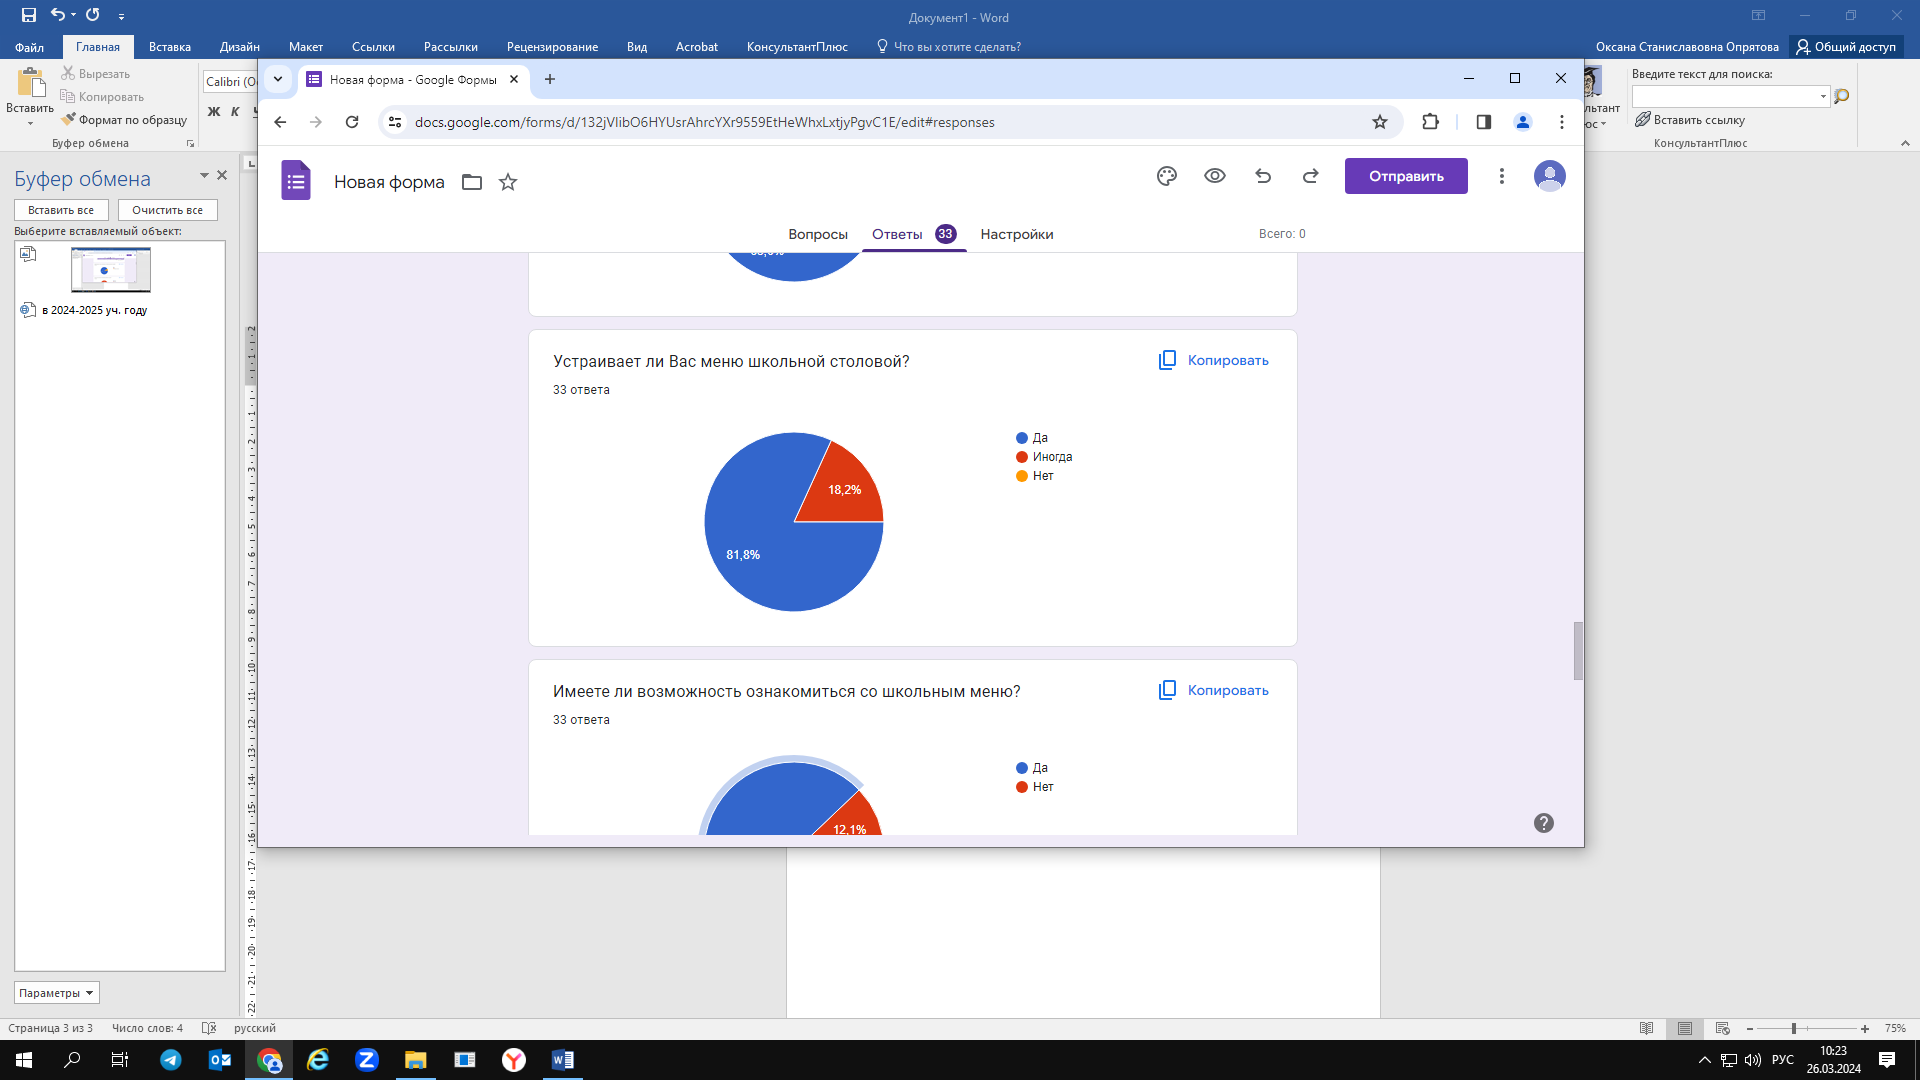 Документ1 - Word
Файл
Главная
Вставка
Дизайн
Макет
Ссылки
Рассылки
Рецензирование
Вид
Acrobat
КонсультантПлюс
Что вы хотите сделать?
Оксана Станиславовна Опрятова
Общий доступ
Вставить
Вырезать
Копировать
Формат по образцу
Буфер обмена
Calibri (О
Ж К
Введите текст для поиска:
Вставить ссылку
КонсультантПлюс
Новая форма - Google Формы
docs.google.com/forms/d/132jVlibO6HYUsrAhrcYXr9559EtHeWhxLxtjyPgvC1E/edit#responses
Новая форма
Отправить
Вопросы
Ответы 33
Настройки
Всего: 0
Устраивает ли Вас меню школьной столовой?
Копировать
33 ответа
Да
Иногда
Нет
18,2%
81,8%
Имеете ли возможность ознакомиться со школьным меню?
Копировать
33 ответа
Да
Нет
12,1%
Буфер обмена
Вставить все
Очистить все
Выберите вставляемый объект:
в 2024-2025 уч. году
Параметры
Страница 3 из 3
Число слов: 4
русский
75%
РУС
10:23
26.03.2024